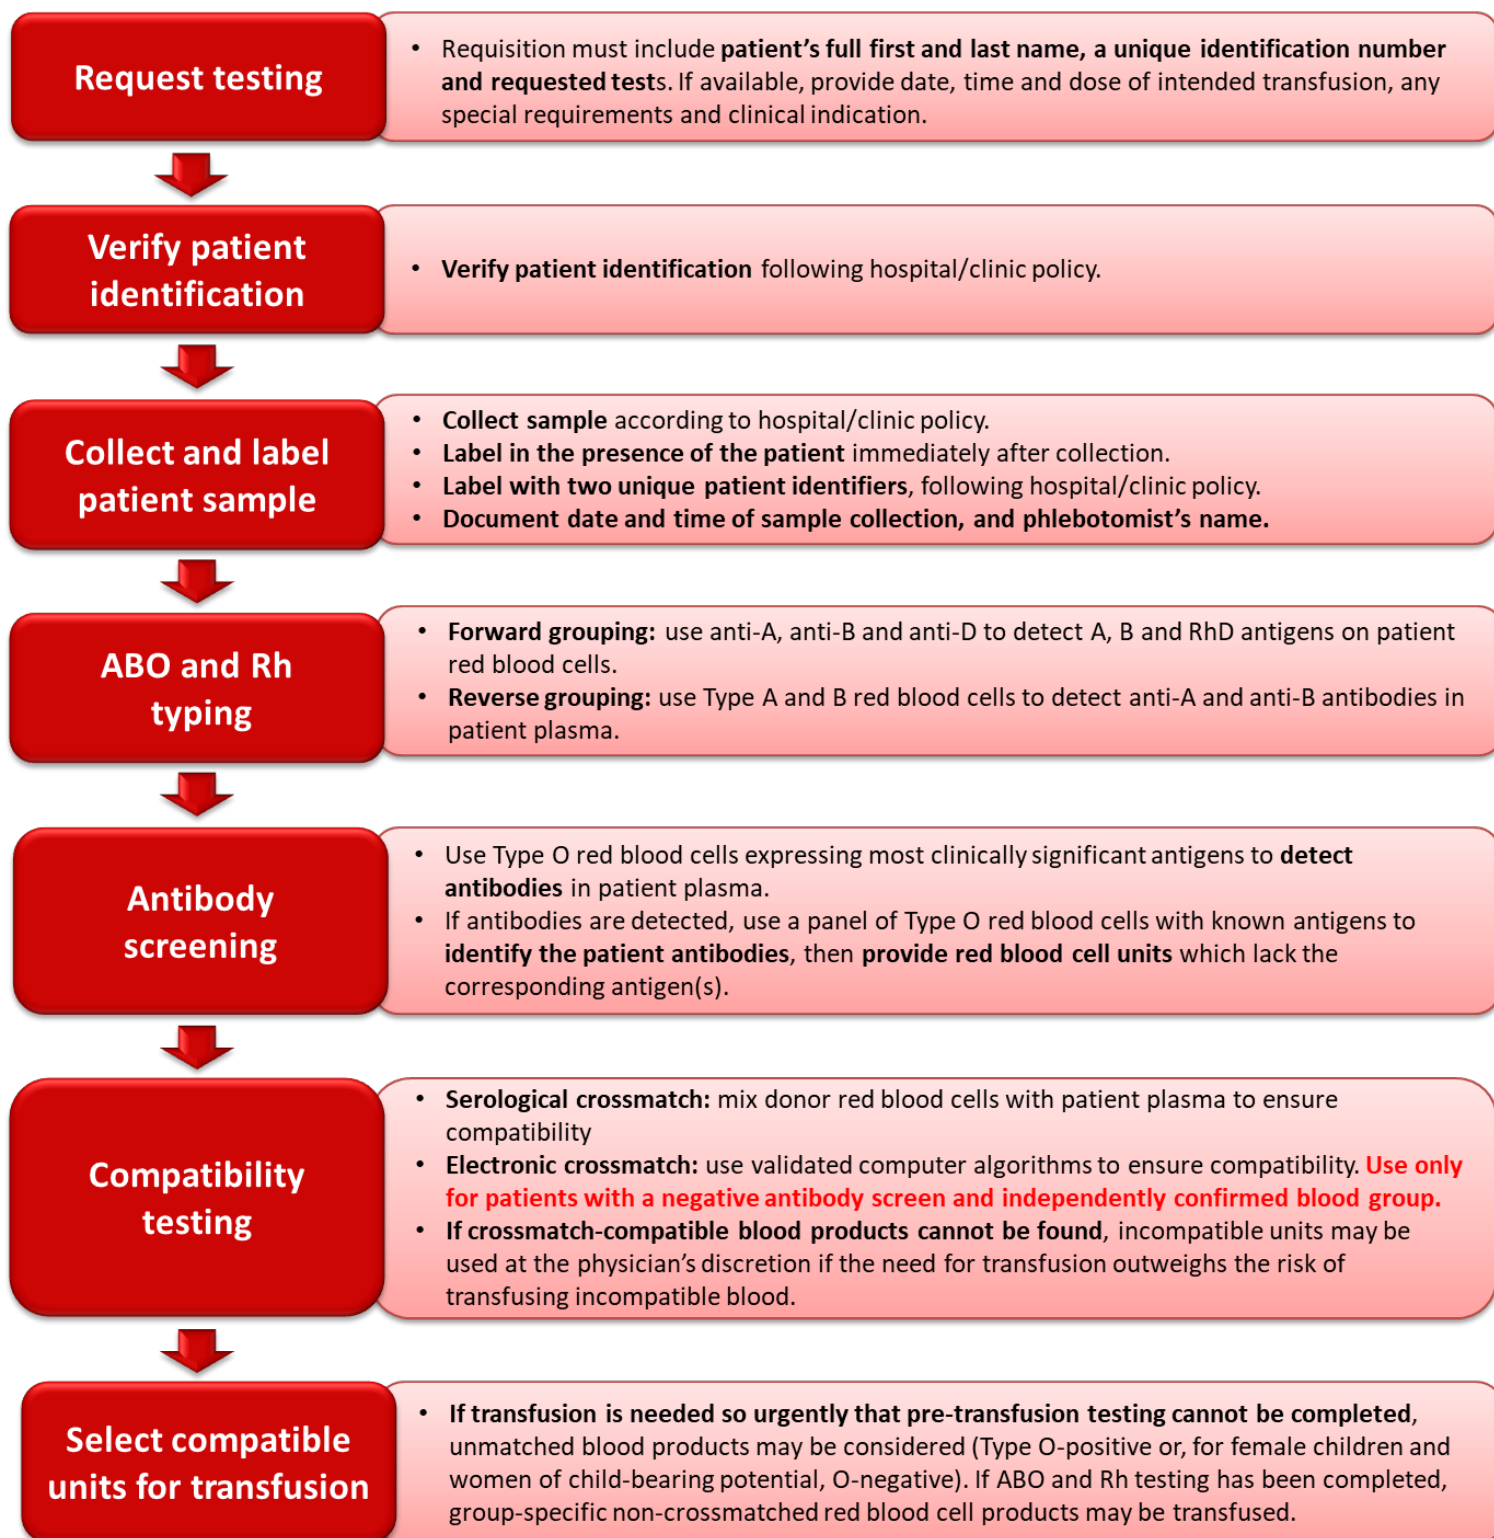 Request testing
• Requisition must include patient's full first and last name, a unique identification number
and requested tests. If available, provide date, time and dose of intended transfusion, any
special requirements and clinical indication.
Verify patient
identification
• Verify patient identification following hospital/clinic policy.
Collect and label
patient sample
• Collect sample according to hospital/clinic policy.
• Label in the presence of the patient immediately after collection.
• Label with two unique patient identifiers, following hospital/clinic policy.
• Document date and time of sample collection, and phlebotomist's name.
ABO and Rh
typing
• Forward grouping: use anti-A, anti-B and anti-D to detect A, B and RhD antigens on patient
red blood cells.
• Reverse grouping: use Type A and B red blood cells to detect anti-A and anti-B antibodies in
patient plasma.
Antibody
screening
• Use Type O red blood cells expressing most clinically significant antigens to detect
antibodies in patient plasma.
• If antibodies are detected, use a panel of Type O red blood cells with known antigens to
identify the patient antibodies, then provide red blood cell units which lack the
corresponding antigen(s).
Compatibility
testing
• Serological crossmatch: mix donor red blood cells with patient plasma to ensure
compatibility
• Electronic crossmatch: use validated computer algorithms to ensure compatibility. Use only
for patients with a negative antibody screen and independently confirmed blood group.
• If crossmatch-compatible blood products cannot be found, incompatible units may be
used at the physician's discretion if the need for transfusion outweighs the risk of
transfusing incompatible blood.
Select compatible
units for transfusion
• If transfusion is needed so urgently that pre-transfusion testing cannot be completed,
unmatched blood products may be considered (Type O-positive or, for female children and
women of child-bearing potential, O-negative). If ABO and Rh testing has been completed,
group-specific non-crossmatched red blood cell products may be transfused.